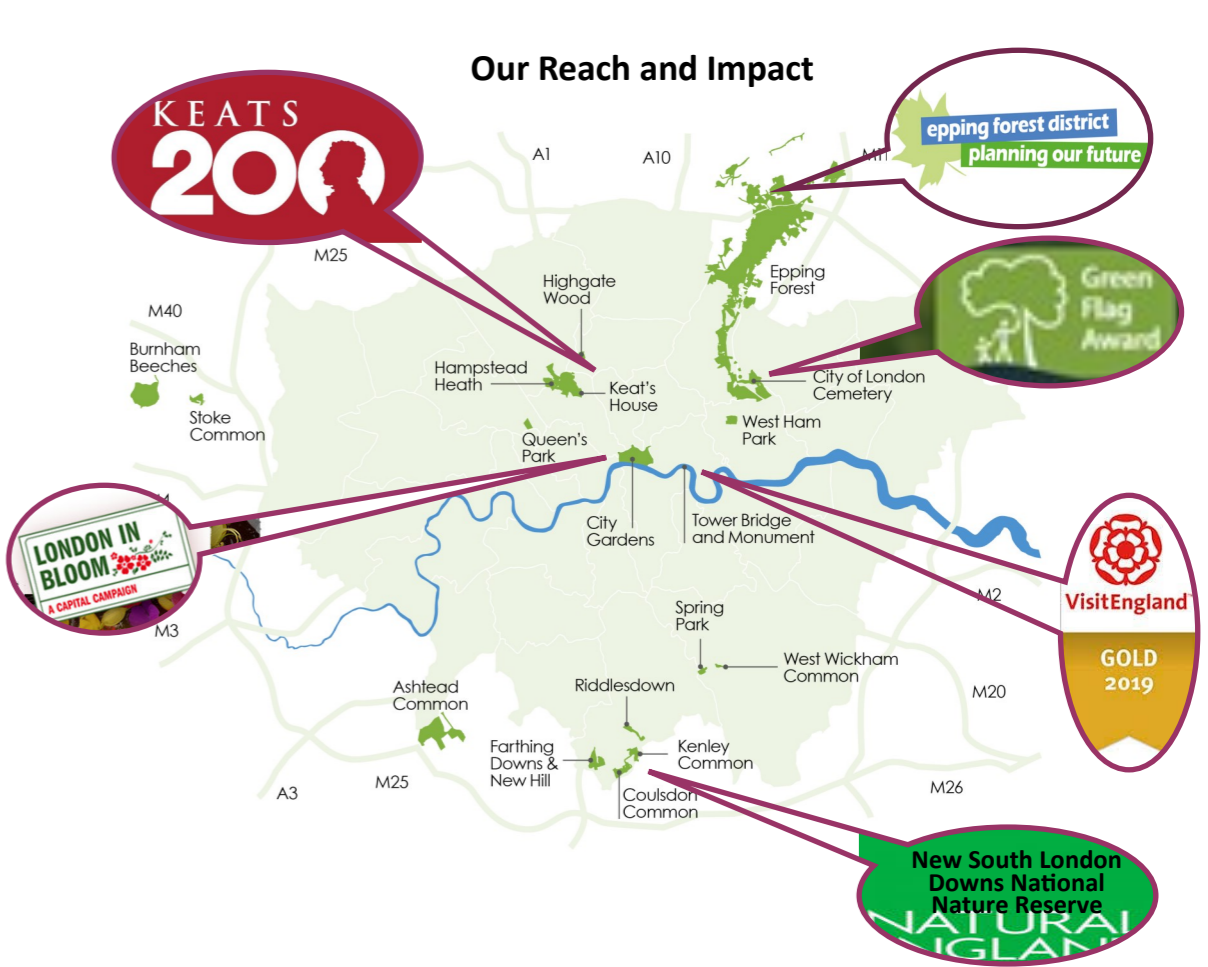 Our Reach and Impact
KEATS
200
epping forest district
planning our future
A1
A10
M11
M25
Green
Flag
Award
Epping
Forest
Highgate
Wood
M40
Burnham
Beeches
Hampstead
Heath
Keat's
House
City of London
Cemetery
Stoke
Common
Queen's
Park
West Ham
Park
LONDON IN
BLOOM
A CAPITAL CAMPAIGN
City
Gardens
Tower Bridge
and Monument
VisitEngland
GOLD
2019
M2
M3
Spring
Park
West Wickham
Common
Ashtead
Common
Riddlesdown
M20
Farthing
Downs &
New Hill
Kenley
Common
M25
A3
Coulsdon
Common
M26
New South London
Downs National
Nature Reserve
NATURAL